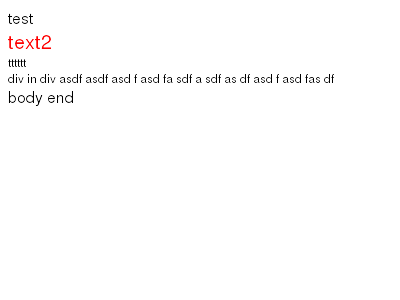 test
text2
tttttt
div in div asdf asdf asd f asd fa sdf a sdf as df asd f asd fas df
body end